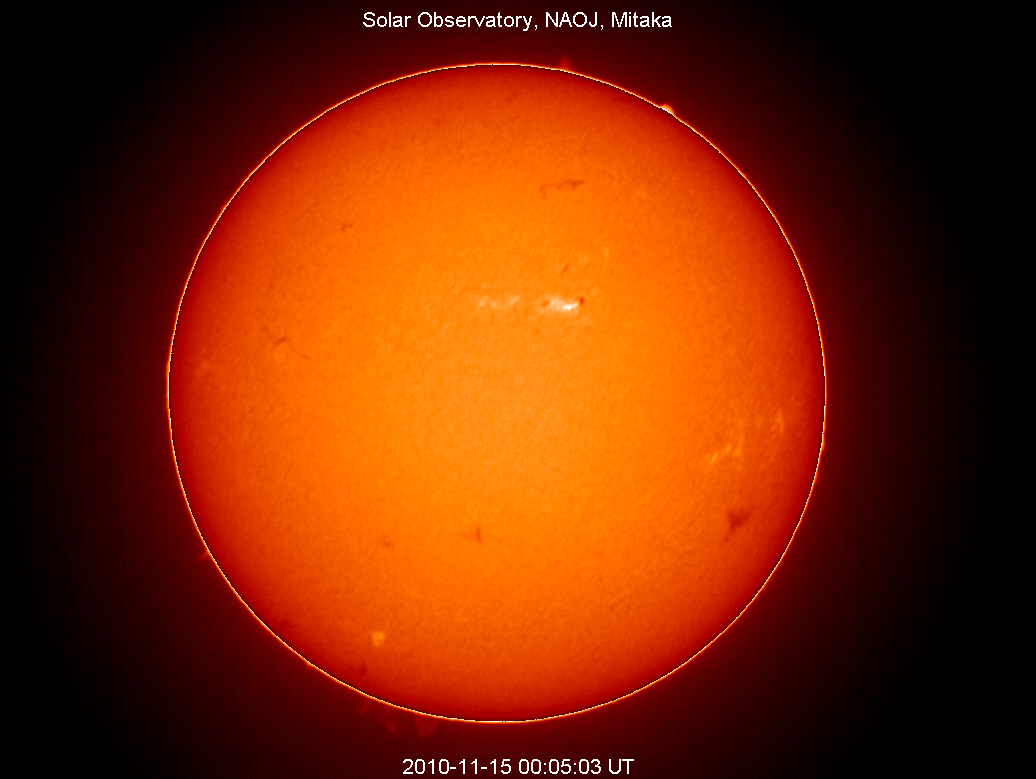 Solar Observatory, NAOJ, Mitaka
2010-11-15 00:05:03 UT